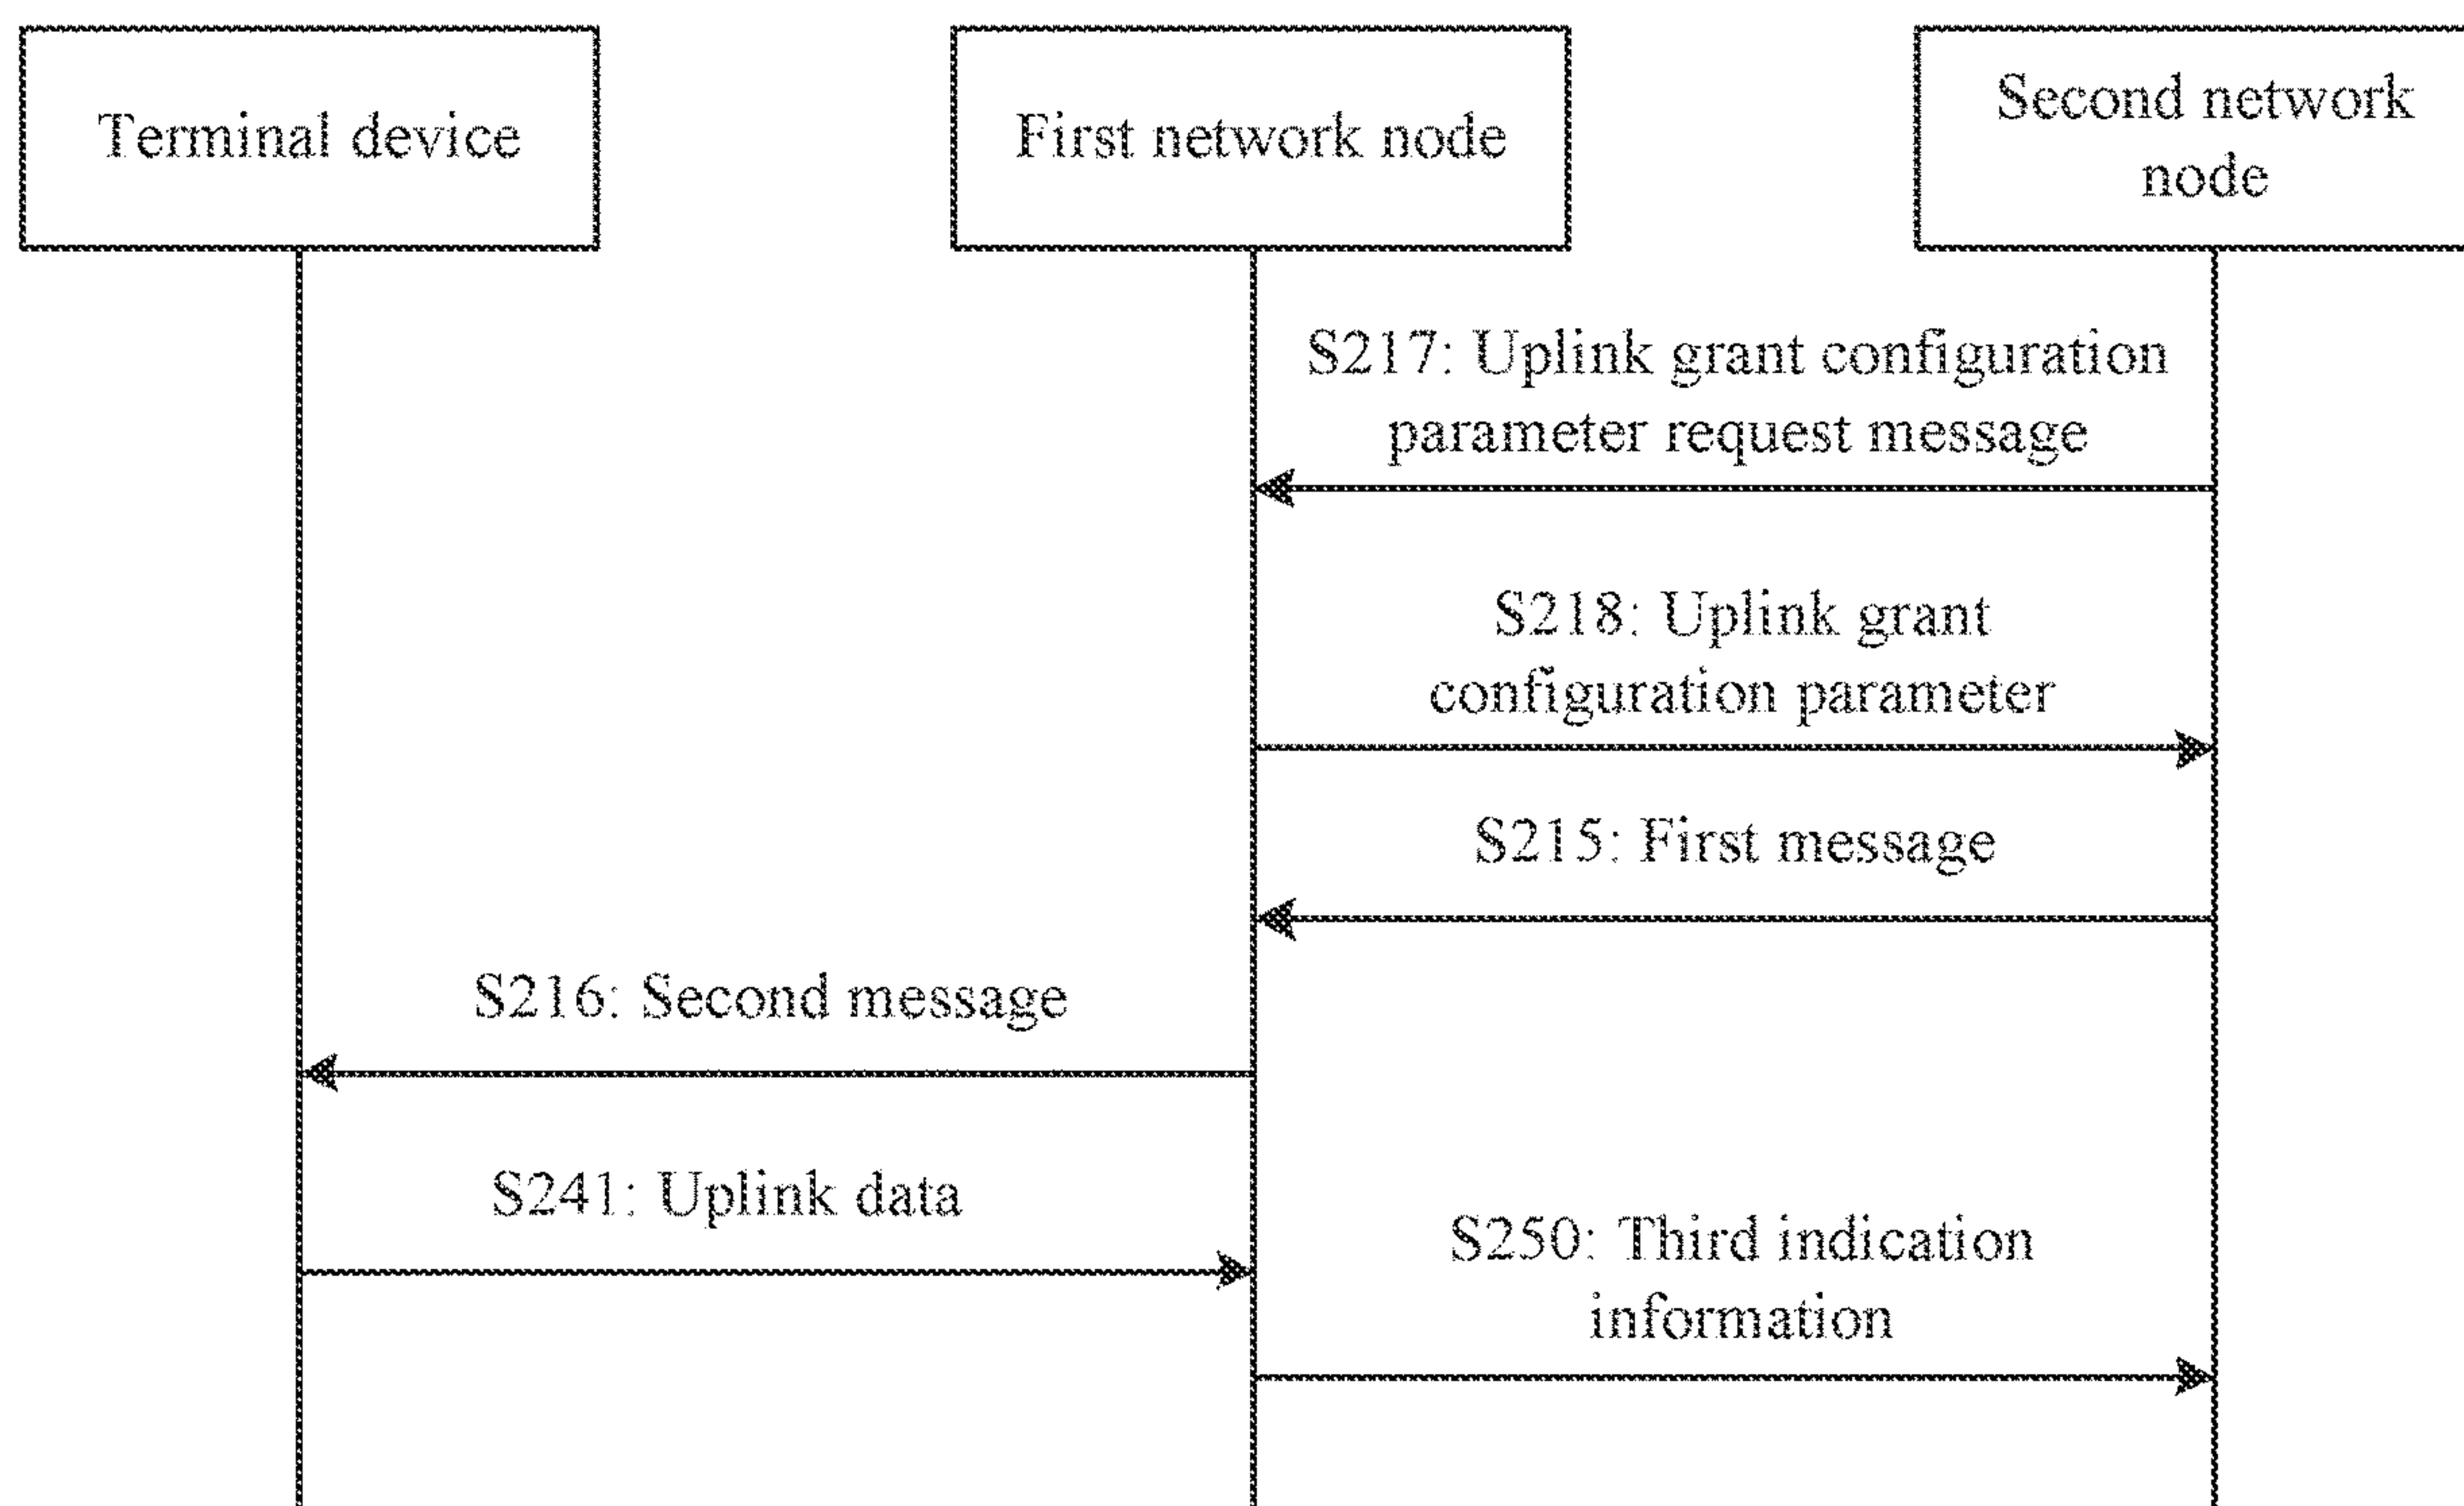 Terminal device
First network node
Second network
node
S217: Uplink grant configuration
parameter request message
S218: Uplink grant
configuration parameter
S215: First message
S216: Second message
S241: Uplink data
S250: Third indication
information